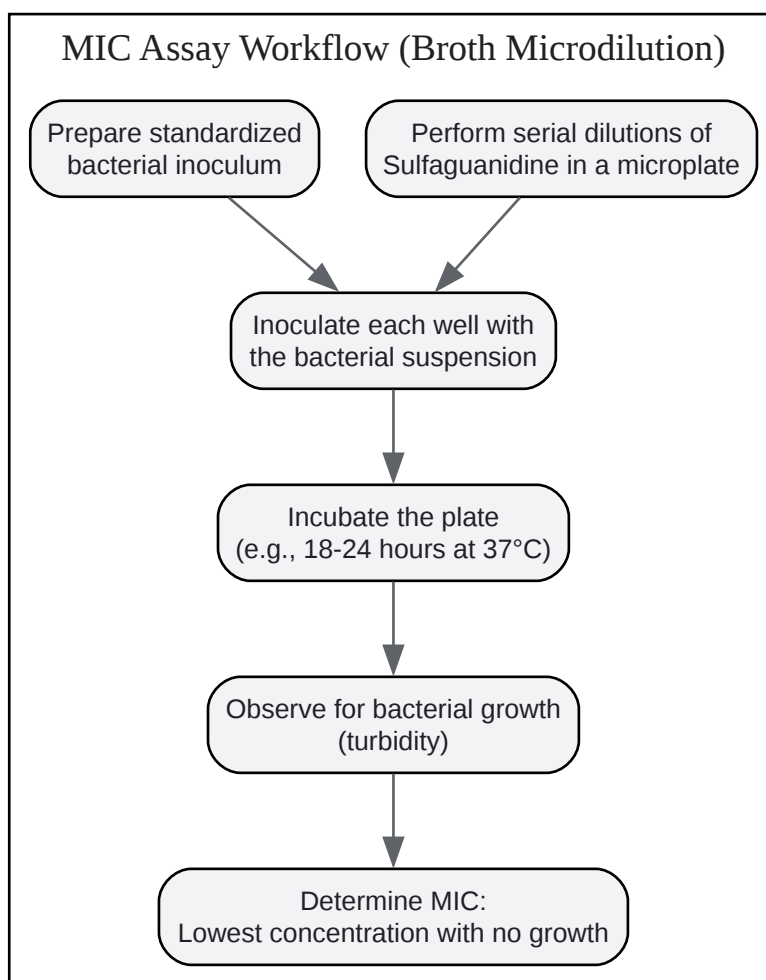 MIC Assay Workflow (Broth Microdilution)
Prepare standardized
bacterial inoculum
Perform serial dilutions of
Sulfaguanidine in a microplate
Inoculate each well with
the bacterial suspension
Incubate the plate
(e.g., 18-24 hours at 37°C)
Observe for bacterial growth
(turbidity)
Determine MIC:
Lowest concentration with no growth